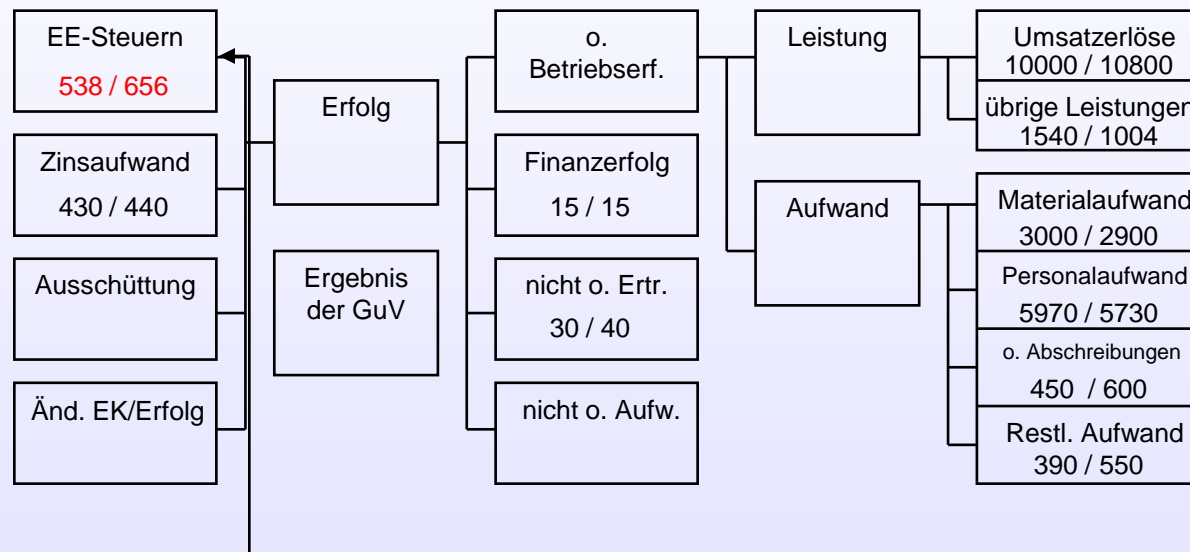 EE-Steuern
538 / 656
Zinsaufwand
430 / 440
Ausschüttung
Änd. EK/Erfolg
Erfolg
Ergebnis
der GuV
o.
Betriebserf.
Finanzerfolg
15 / 15
nicht o. Ertr.
30 / 40
nicht o. Aufw.
Leistung
Aufwand
Umsatzerlöse
10000 / 10800
übrige Leistungen
1540 / 1004
Materialaufwand
3000 / 2900
Personalaufwand
5970 / 5730
o. Abschreibungen
450 / 600
Restl. Aufwand
390 / 550